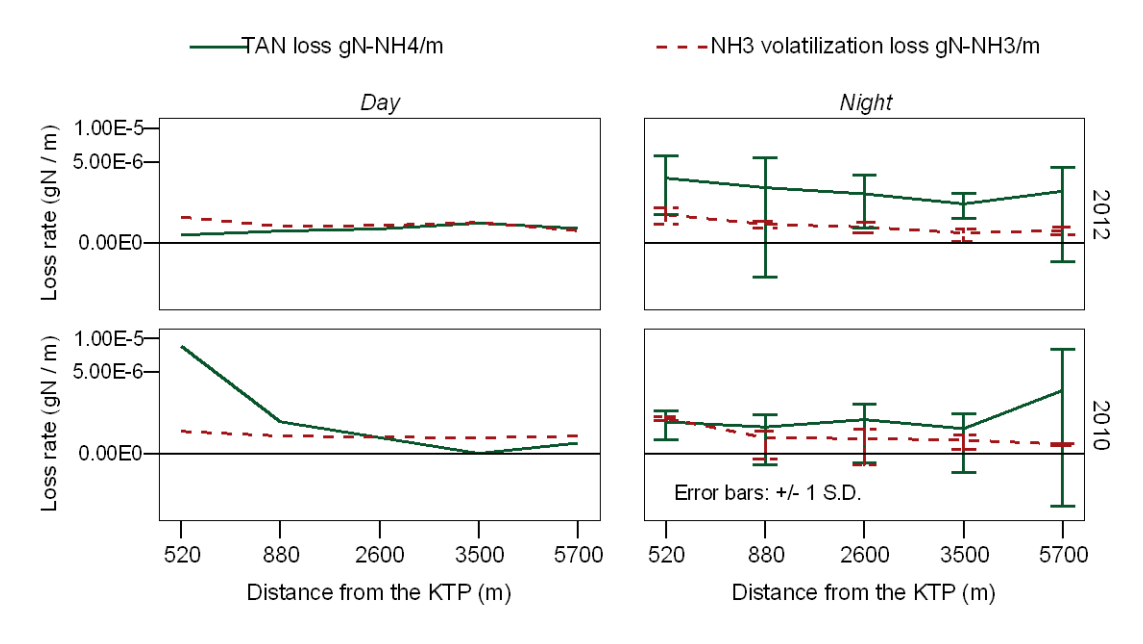 TAN loss gN-NH4/m
NH3 volatilization loss gN-NH3/m
Day
Night
Loss rate (gN / m)
1.00E-5
5.00E-6
0.00E0
2012
Loss rate (gN / m)
1.00E-5
5.00E-6
0.00E0
2010
Error bars: +/- 1 S.D.
520 880 2600 3500 5700
520 880 2600 3500 5700
Distance from the KTP (m)
Distance from the KTP (m)